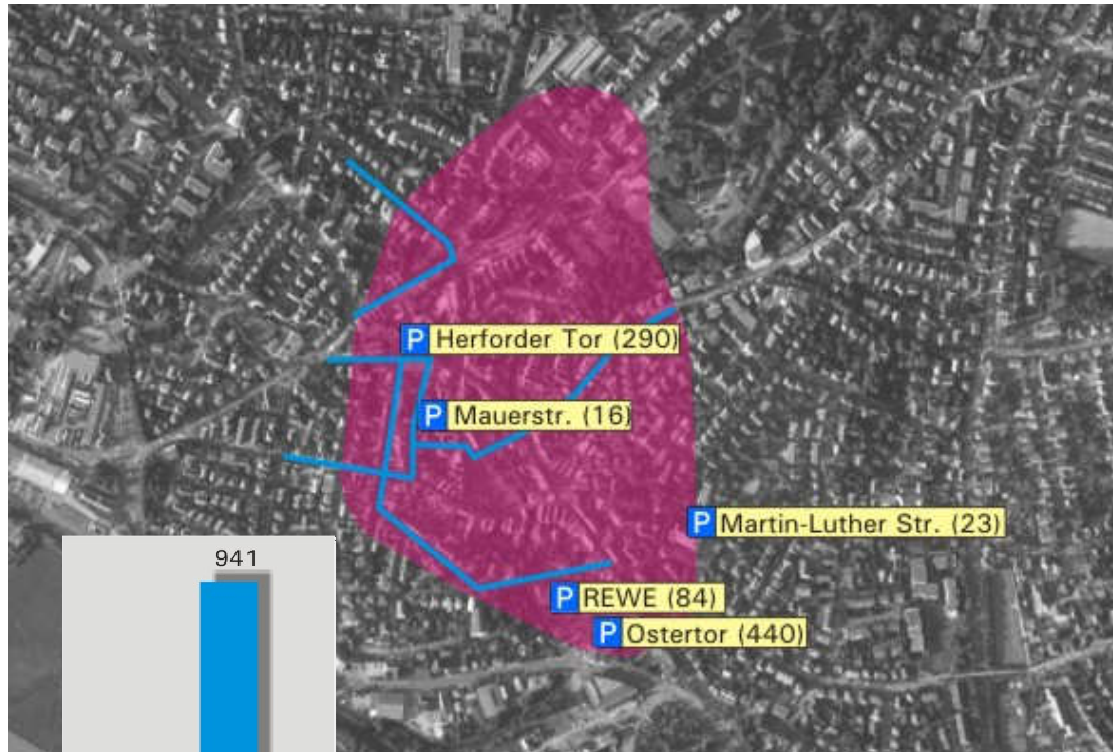 P Herforder Tor (290)
P Mauerstr. (16)
P Martin-Luther Str. (23)
P REWE (84)
P Ostertor (440)
941